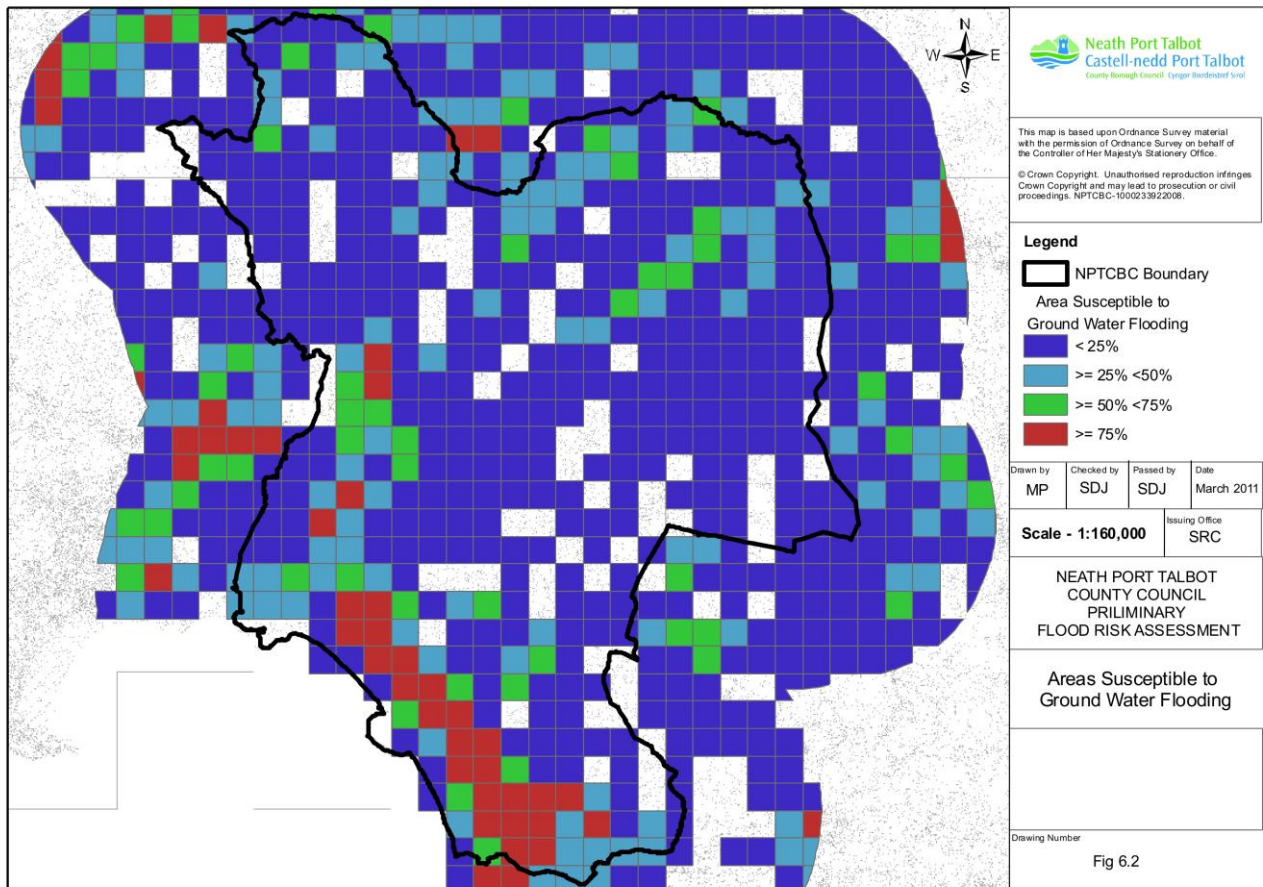 N
W E
S
Neath Port Talbot
Castell-nedd Port Talbot
County Borough Council Cyngor Bwrdeistref Sirol
This map is based upon Ordnance Survey material
with the permission of Ordnance Survey on behalf of
the Controller of Her Majesty's Stationery Office.
© Crown Copyright. Unauthorised reproduction infringes
Crown Copyright and may lead to prosecution or civil
proceedings. NPTCBC-1000233922008.
Legend
NPTCBC Boundary
Area Susceptible to
Ground Water Flooding
< 25%
>= 25% <50%
>= 50% <75%
>= 75%
Drawn by Checked by Passed by Date
MP SDJ SDJ March 2011
Scale - 1:160,000
Issuing Office
SRC
NEATH PORT TALBOT
COUNTY COUNCIL
PRILIMINARY
FLOOD RISK ASSESSMENT
Areas Susceptible to
Ground Water Flooding
Drawing Number
Fig 6.2